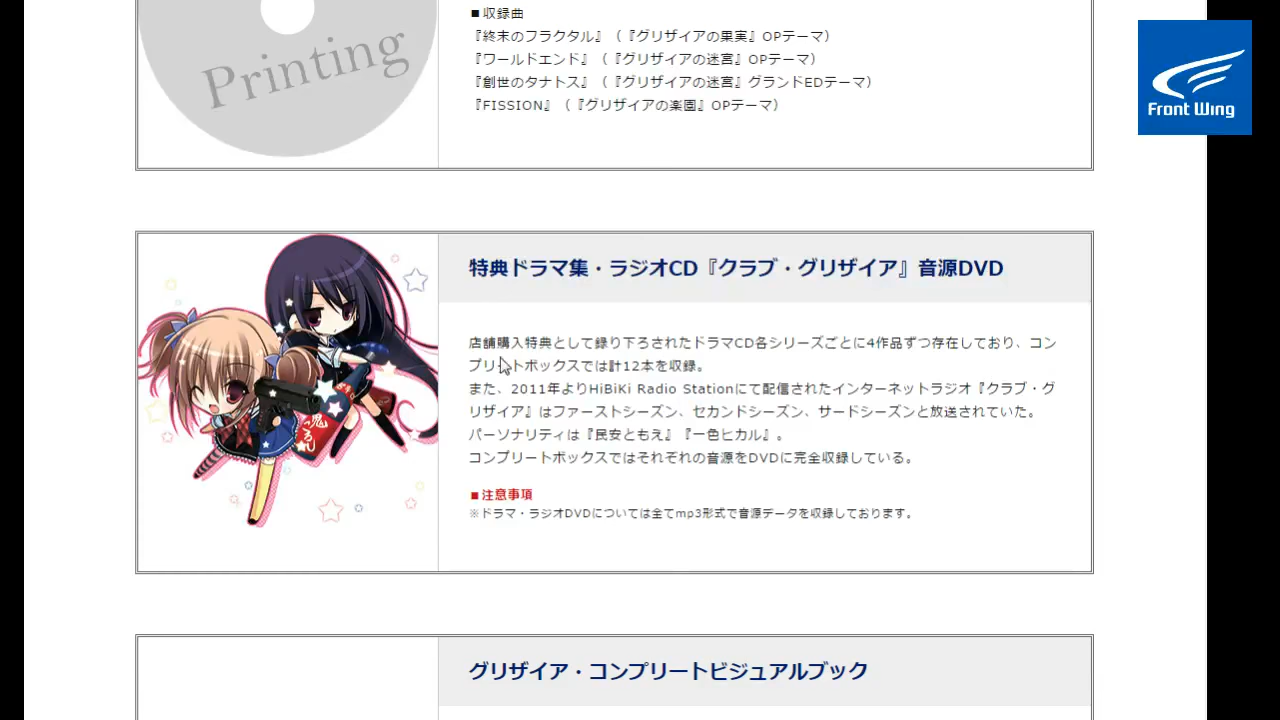 Printing
■収録曲
『終末のフラクタル』（『グリザイアの果実』OPテーマ）
『ワールドエンド』（『グリザイアの迷宮』OPテーマ）
『創世のタナトス』（『グリザイアの迷宮』グランドEDテーマ）
『FISSION』（『グリザイアの楽園』OPテーマ）
Front Wing
特典ドラマ集・ラジオCD『クラブ・グリザイア』音源DVD
店舗購入特典として録り下ろされたドラマCD各シリーズごとに4作品ずつ存在しており、コン
プリートボックスでは計12本を収録。
また、2011年よりHiBiKi Radio Stationにて配信されたインターネットラジオ『クラブ・グ
リザイア』はファーストシーズン、セカンドシーズン、サードシーズンと放送されていた。
パーソナリティは『民安ともえ』『一色ヒカル』。
コンプリートボックスではそれぞれの音源をDVDに完全収録している。
■注意事項
※ドラマ・ラジオDVDについては全てmp3形式で音源データを収録しております。
グリザイア・コンプリートビジュアルブック